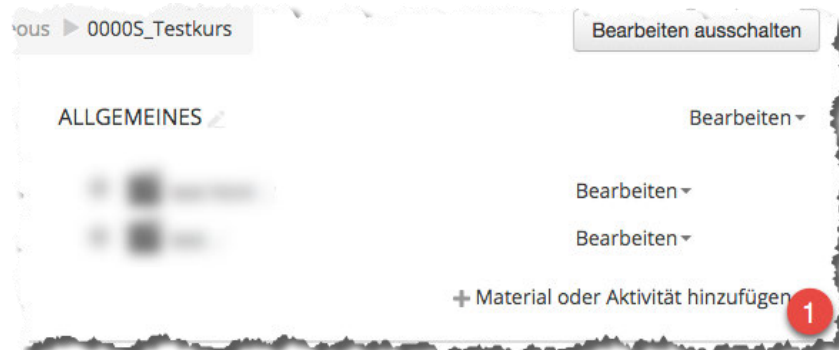 0000S_Testkurs
Bearbeiten ausschalten
ALLGEMEINES
Bearbeiten
Bearbeiten
Bearbeiten
Material oder Aktivität hinzufügen
1